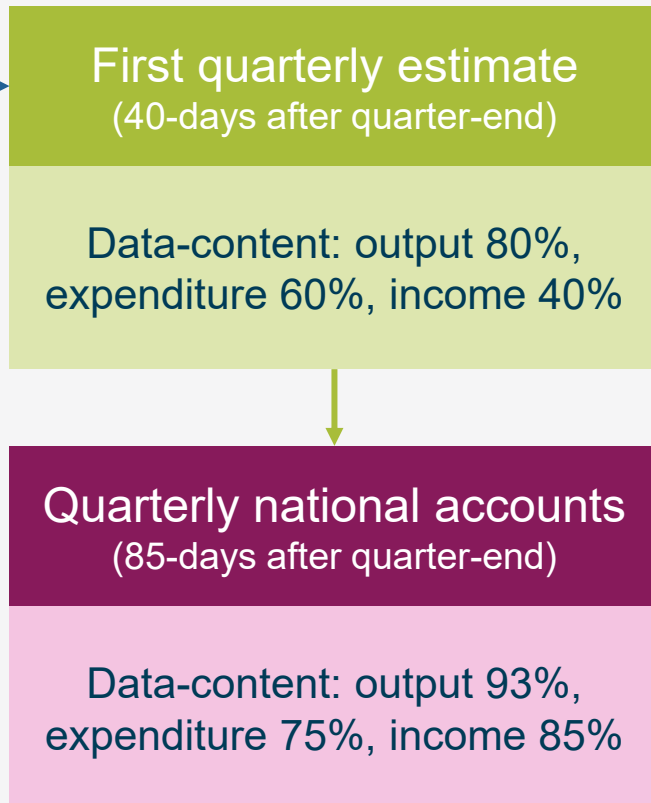 First quarterly estimate
(40-days after quarter-end)
Data-content: output 80%,
expenditure 60%, income 40%
Quarterly national accounts
(85-days after quarter-end)
Data-content: output 93%,
expenditure 75%, income 85%